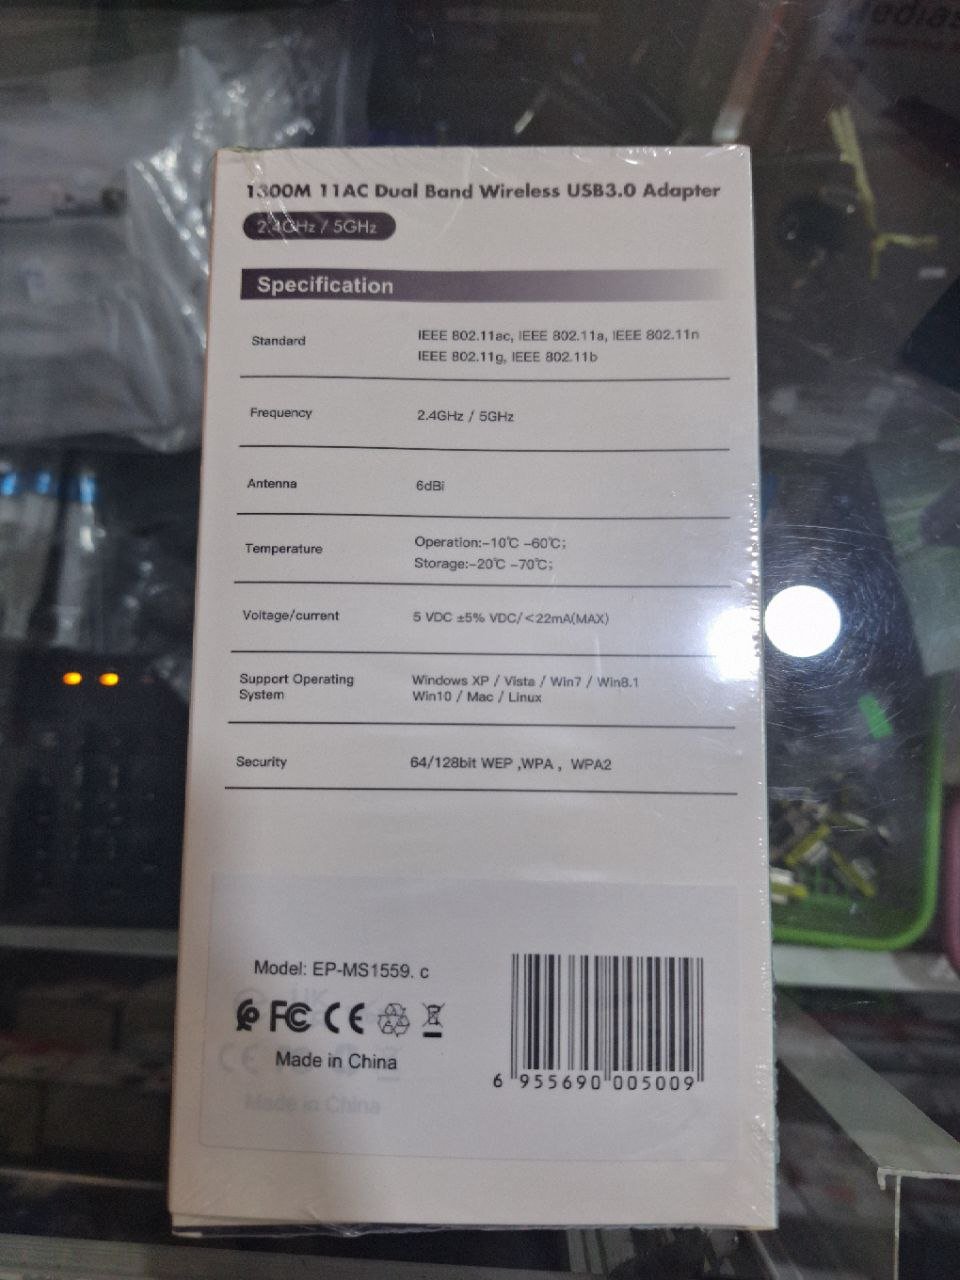 1300M 11AC Dual Band Wireless USB3.0 Adapter
2.4GHz / 5GHz
Specification
Standard
IEEE 802.11ac, IEEE 802.11a, IEEE 802.11n
IEEE 802.11g, IEEE 802.11b
Frequency
2.4GHz / 5GHz
Antenna
6dBi
Temperature
Operation:-10℃ -60℃;
Storage:-20℃ -70℃;
Voltage/current
5 VDC ±5% VDC/<22mA(MAX)
Support Operating
System
Windows XP / Vista / Win7 / Win8.1
Win10 / Mac / Linux
Security
64/128bit WEP ,WPA , WPA2
Model: EP-MS1559. c
FC CE
Made in China
Made in China
6 955690 005009